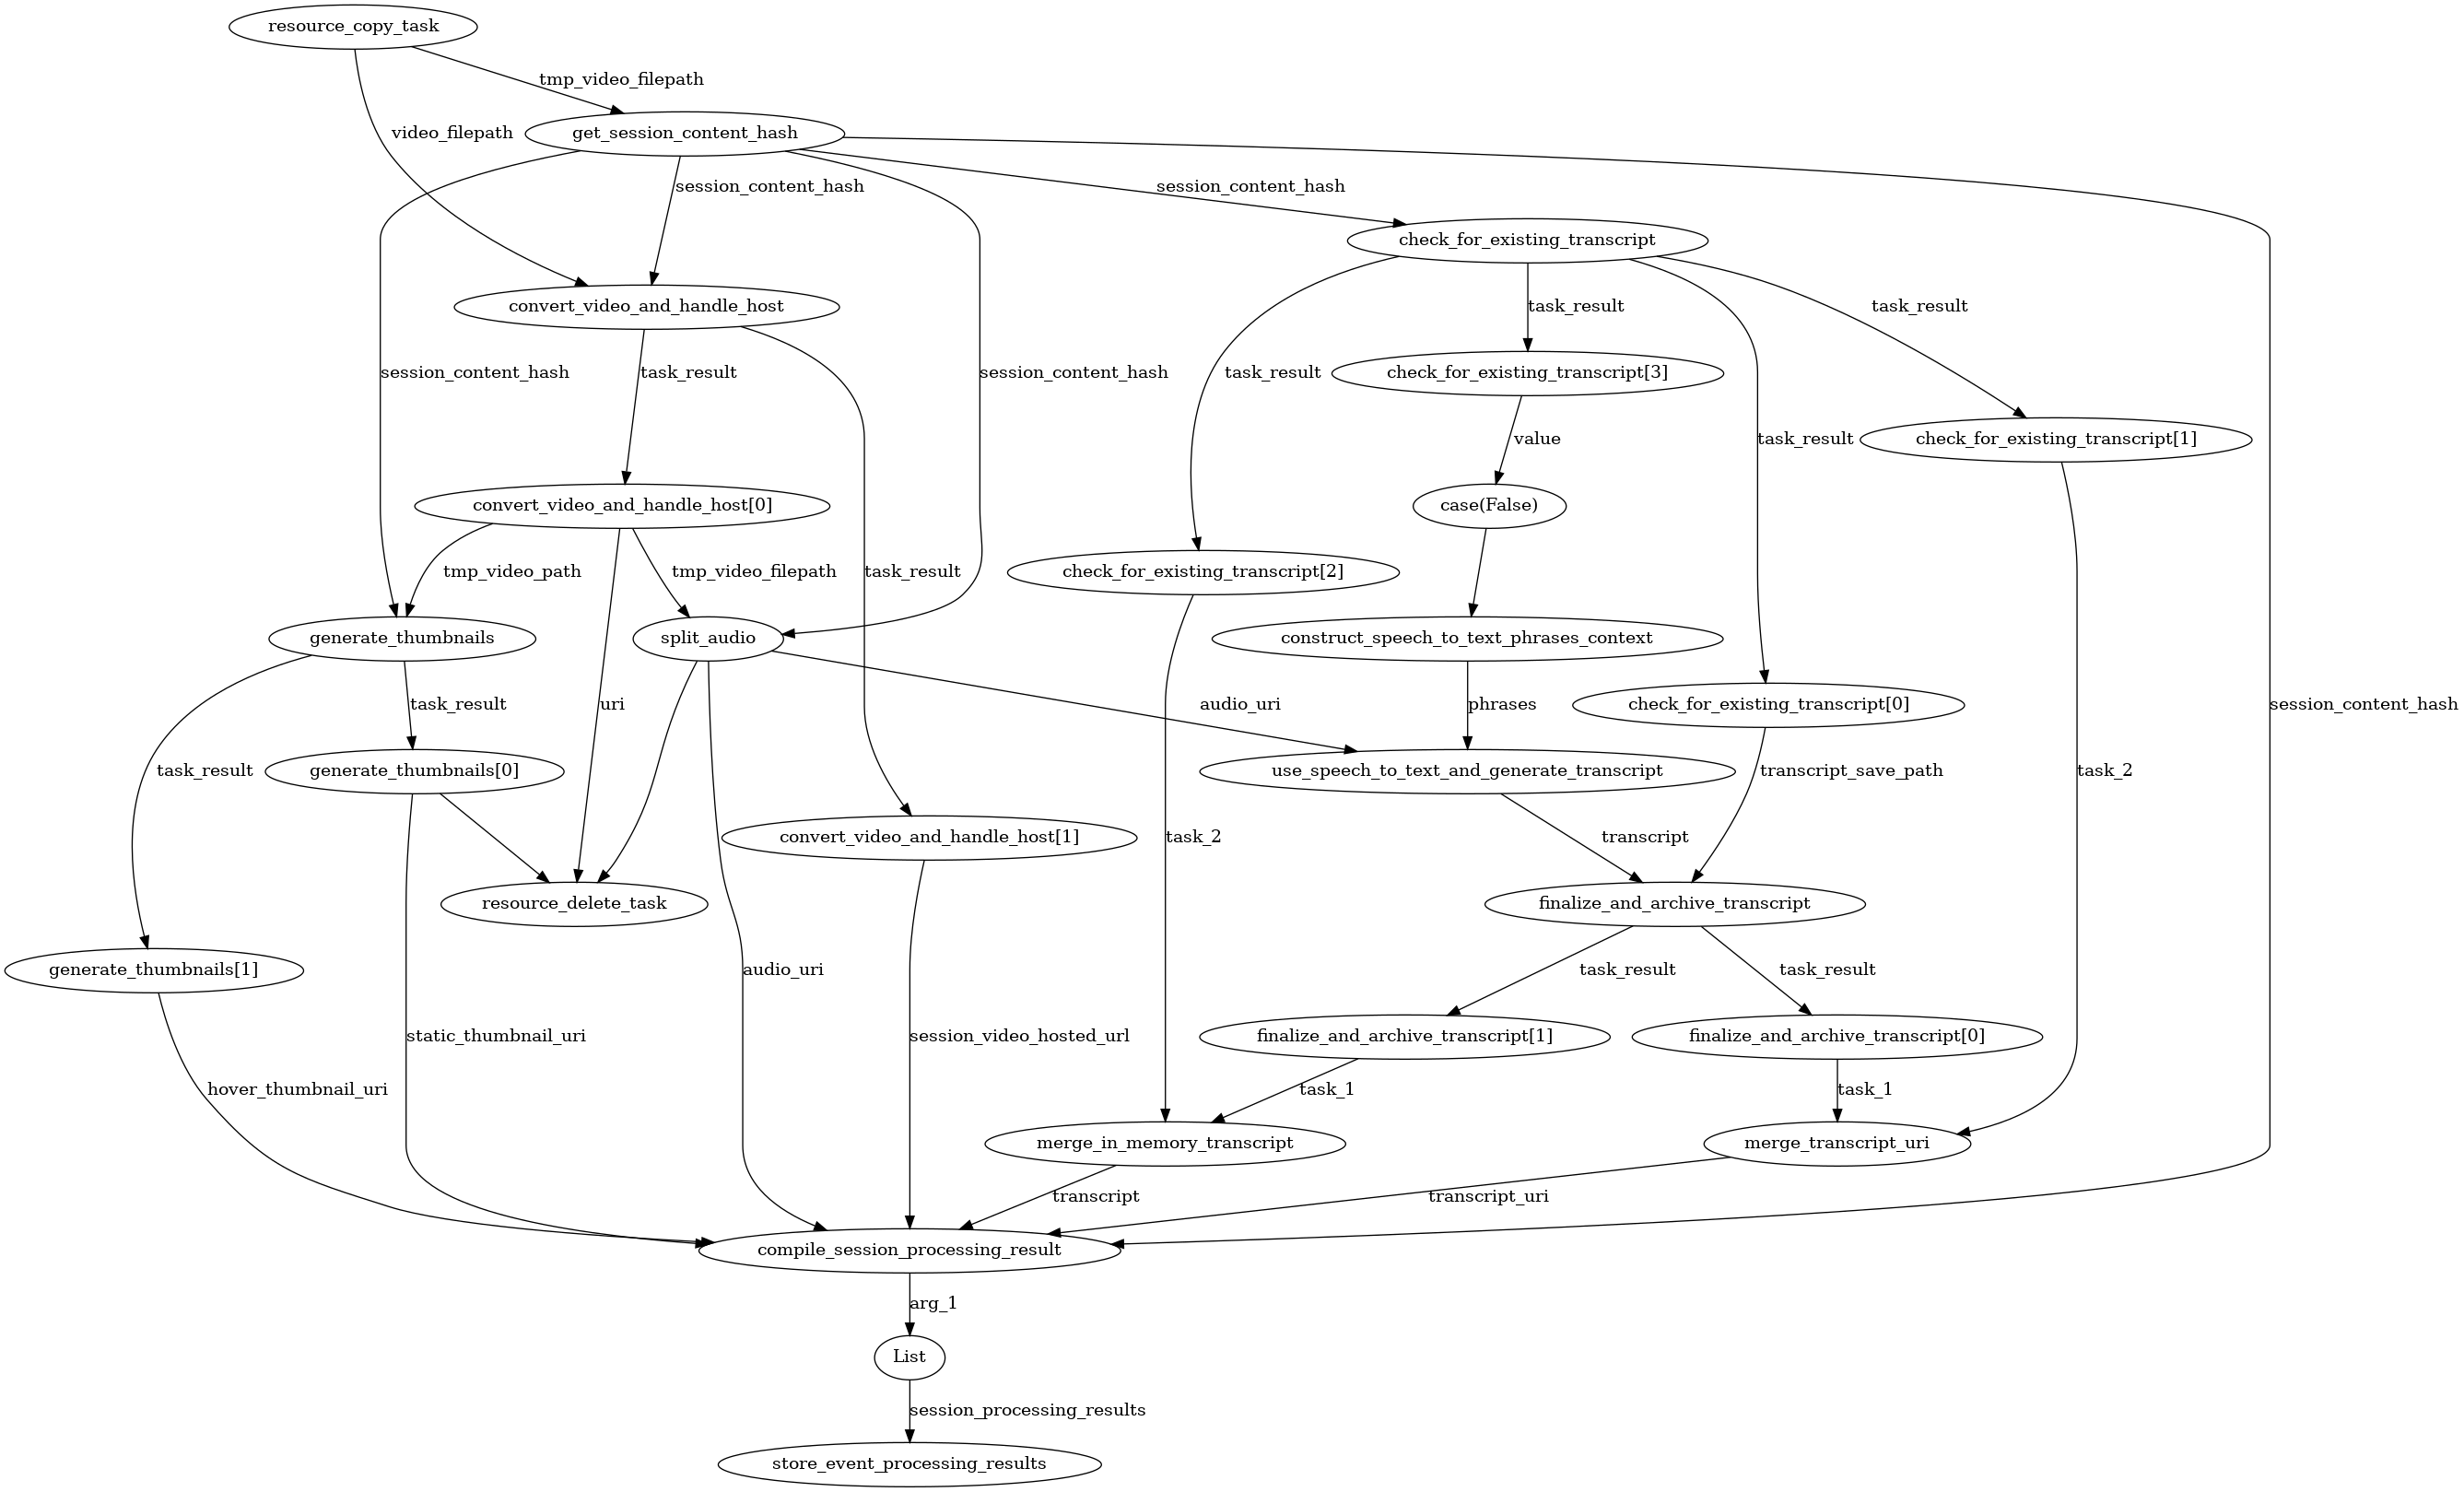 resource_copy_task
tmp_video_filepath
video_filepath
get_session_content_hash
session_content_hash
session_content_hash
check_for_existing_transcript
convert_video_and_handle_host
task_result
task_result
session_content_hash
task_result
session_content_hash
task_result
check_for_existing_transcript[3]
value
task_result
check_for_existing_transcript[1]
convert_video_and_handle_host[0]
case(False)
tmp_video_path
tmp_video_filepath
task_result
check_for_existing_transcript[2]
generate_thumbnails
split_audio
construct_speech_to_text_phrases_context
task_result
uri
audio_uri
phrases
check_for_existing_transcript[0]
session_content_hash
task_result
generate_thumbnails[0]
use_speech_to_text_and_generate_transcript
transcript_save_path
task_2
convert_video_and_handle_host[1]
task_2
transcript
resource_delete_task
finalize_and_archive_transcript
generate_thumbnails[1]
audio_uri
task_result
task_result
static_thumbnail_uri
session_video_hosted_url
finalize_and_archive_transcript[1]
finalize_and_archive_transcript[0]
hover_thumbnail_uri
task_1
task_1
merge_in_memory_transcript
merge_transcript_uri
transcript
transcript_uri
compile_session_processing_result
arg_1
List
session_processing_results
store_event_processing_results